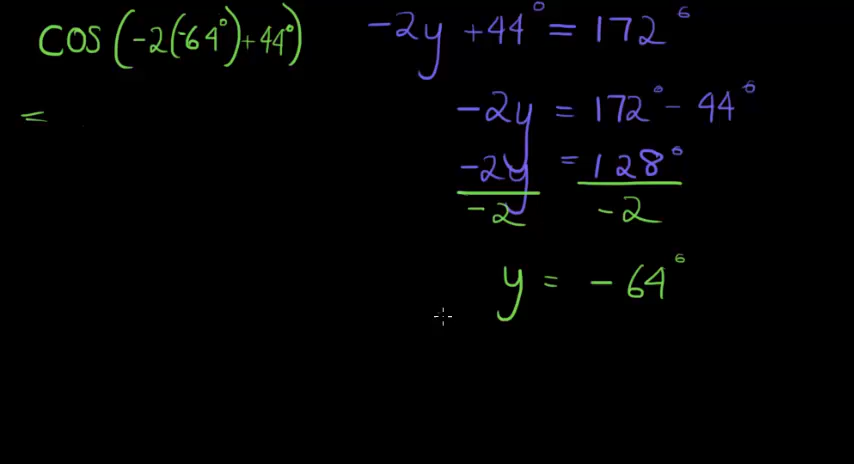 cos(-2(-64°)+44°)
=
-2y +44° = 172°
-2y = 172° - 44°
-2y = 128°
-2 -2
y = -64°